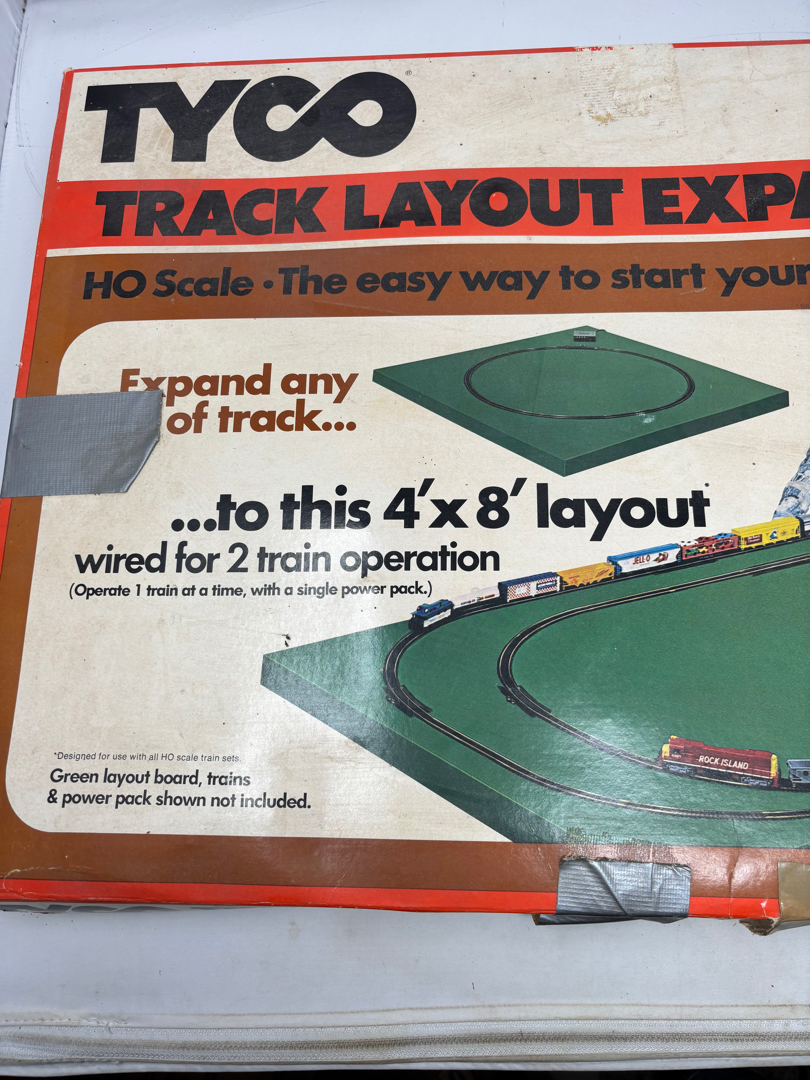 TYCO®
TRACK LAYOUT EXPA
HO Scale • The easy way to start your
Expand any
of track...
...to this 4'x 8' layout*
wired for 2 train operation
(Operate 1 train at a time, with a single power pack.)
JELL-O
ROCK ISLAND
*Designed for use with all HO scale train sets.
Green layout board, trains
& power pack shown not included.